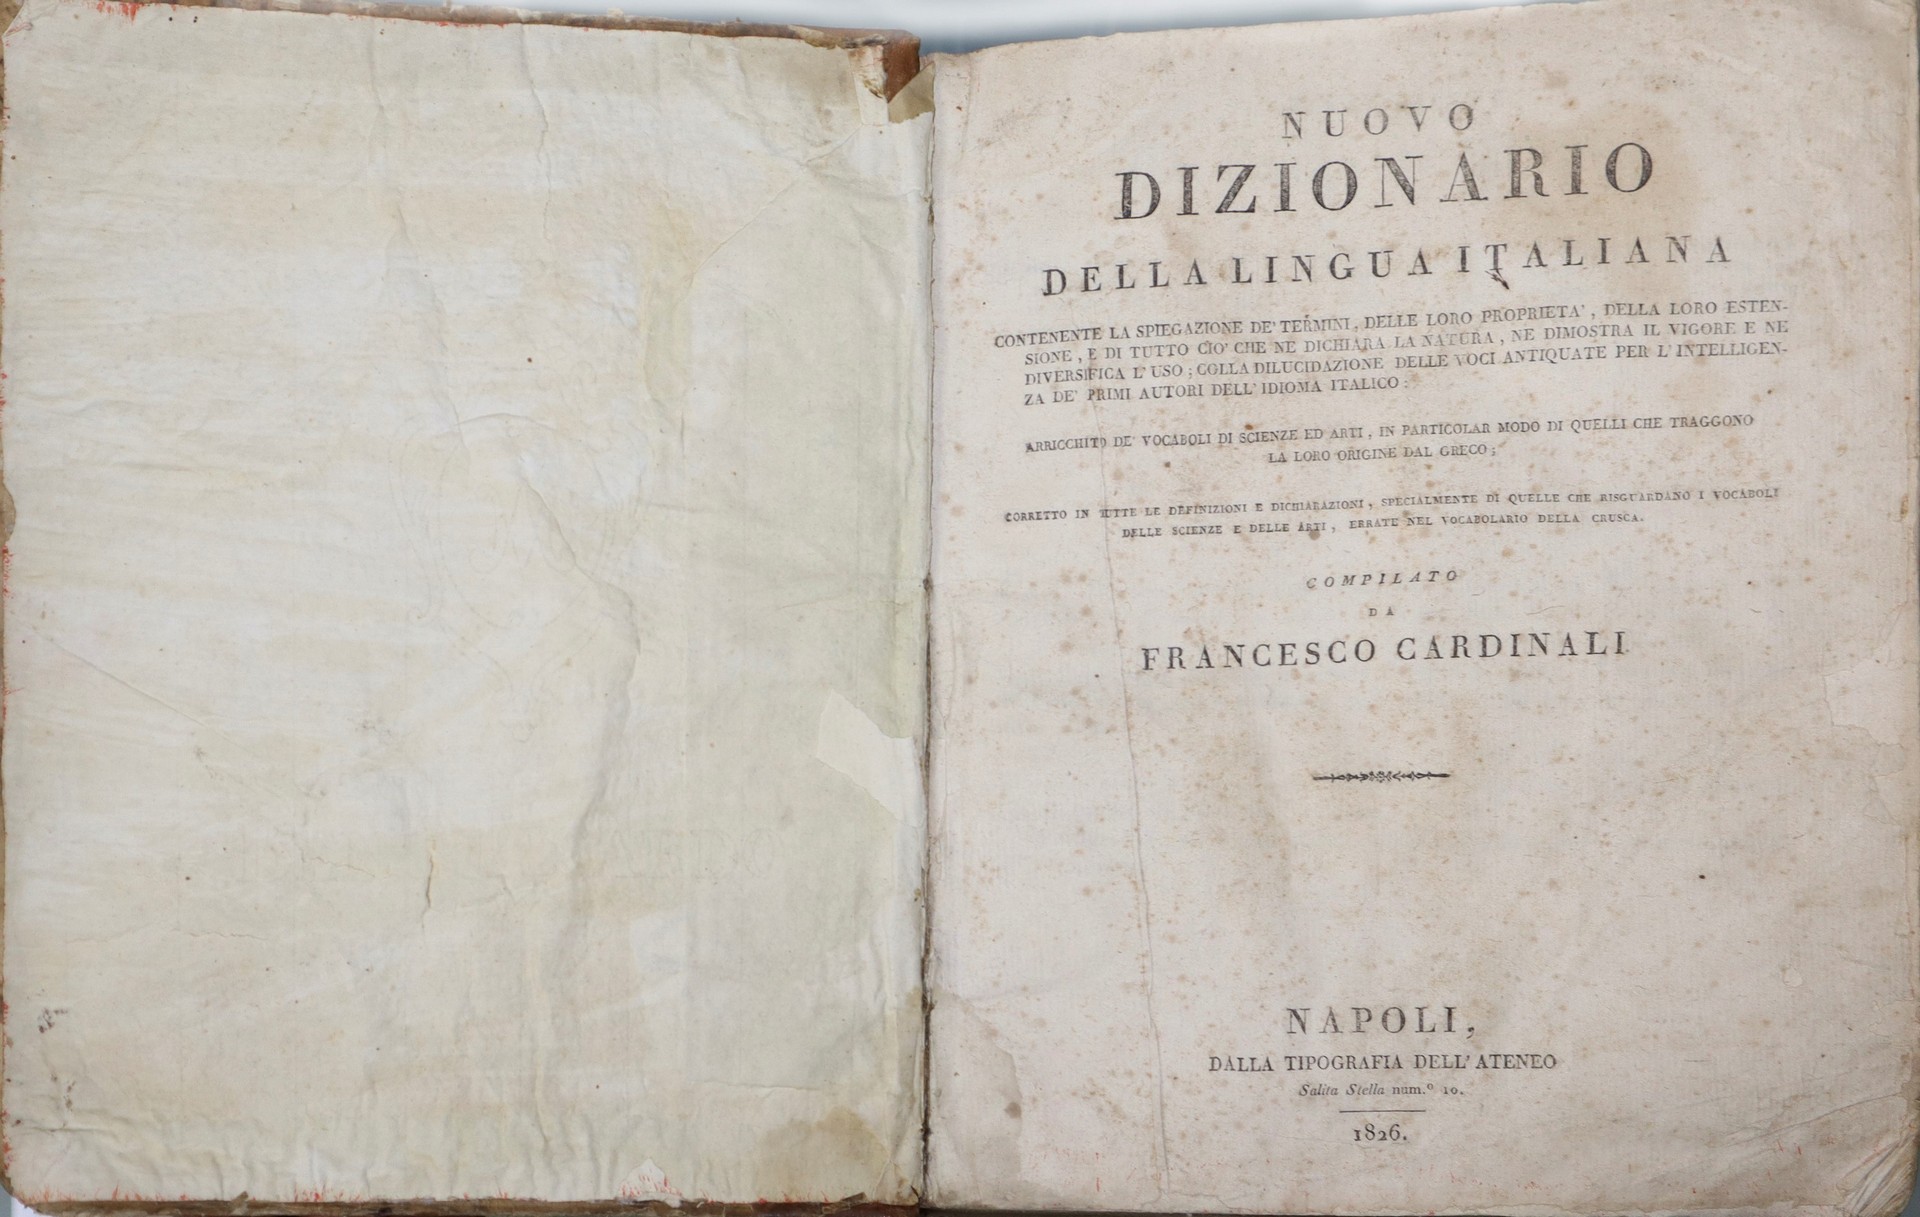 NUOVO
DIZIONARIO
DELLA LINGUA ITALIANA
CONTENENTE LA SPIEGAZIONE DE' TERMINI, DELLE LORO PROPRIETA', DELLA LORO ESTEN-
SIONE, E DI TUTTO CIO' CHE NE DICHIARA LA NATURA, NE DIMOSTRA IL VIGORE E NE
DIVERSIFICA L'USO; COLLA DILUCIDAZIONE DELLE VOCI ANTIQUATE PER L'INTELLIGEN-
ZA DE' PRIMI AUTORI DELL'IDIOMA ITALICO:
ARRICCHITO DE' VOCABOLI DI SCIENZE ED ARTI, IN PARTICOLAR MODO DI QUELLI CHE TRAGGONO
LA LORO ORIGINE DAL GRECO;
CORRETTO IN TUTTE LE DEFINIZIONI E DICHIARAZIONI, SPECIALMENTE DI QUELLE CHE RISGUARDANO I VOCABOLI
DELLE SCIENZE E DELLE ARTI, ERRATE NEL VOCABOLARIO DELLA CRUSCA.
COMPILATO
DA
FRANCESCO CARDINALI
NAPOLI,
DALLA TIPOGRAFIA DELL'ATENEO
Salita Stella num.º 10.
1826.